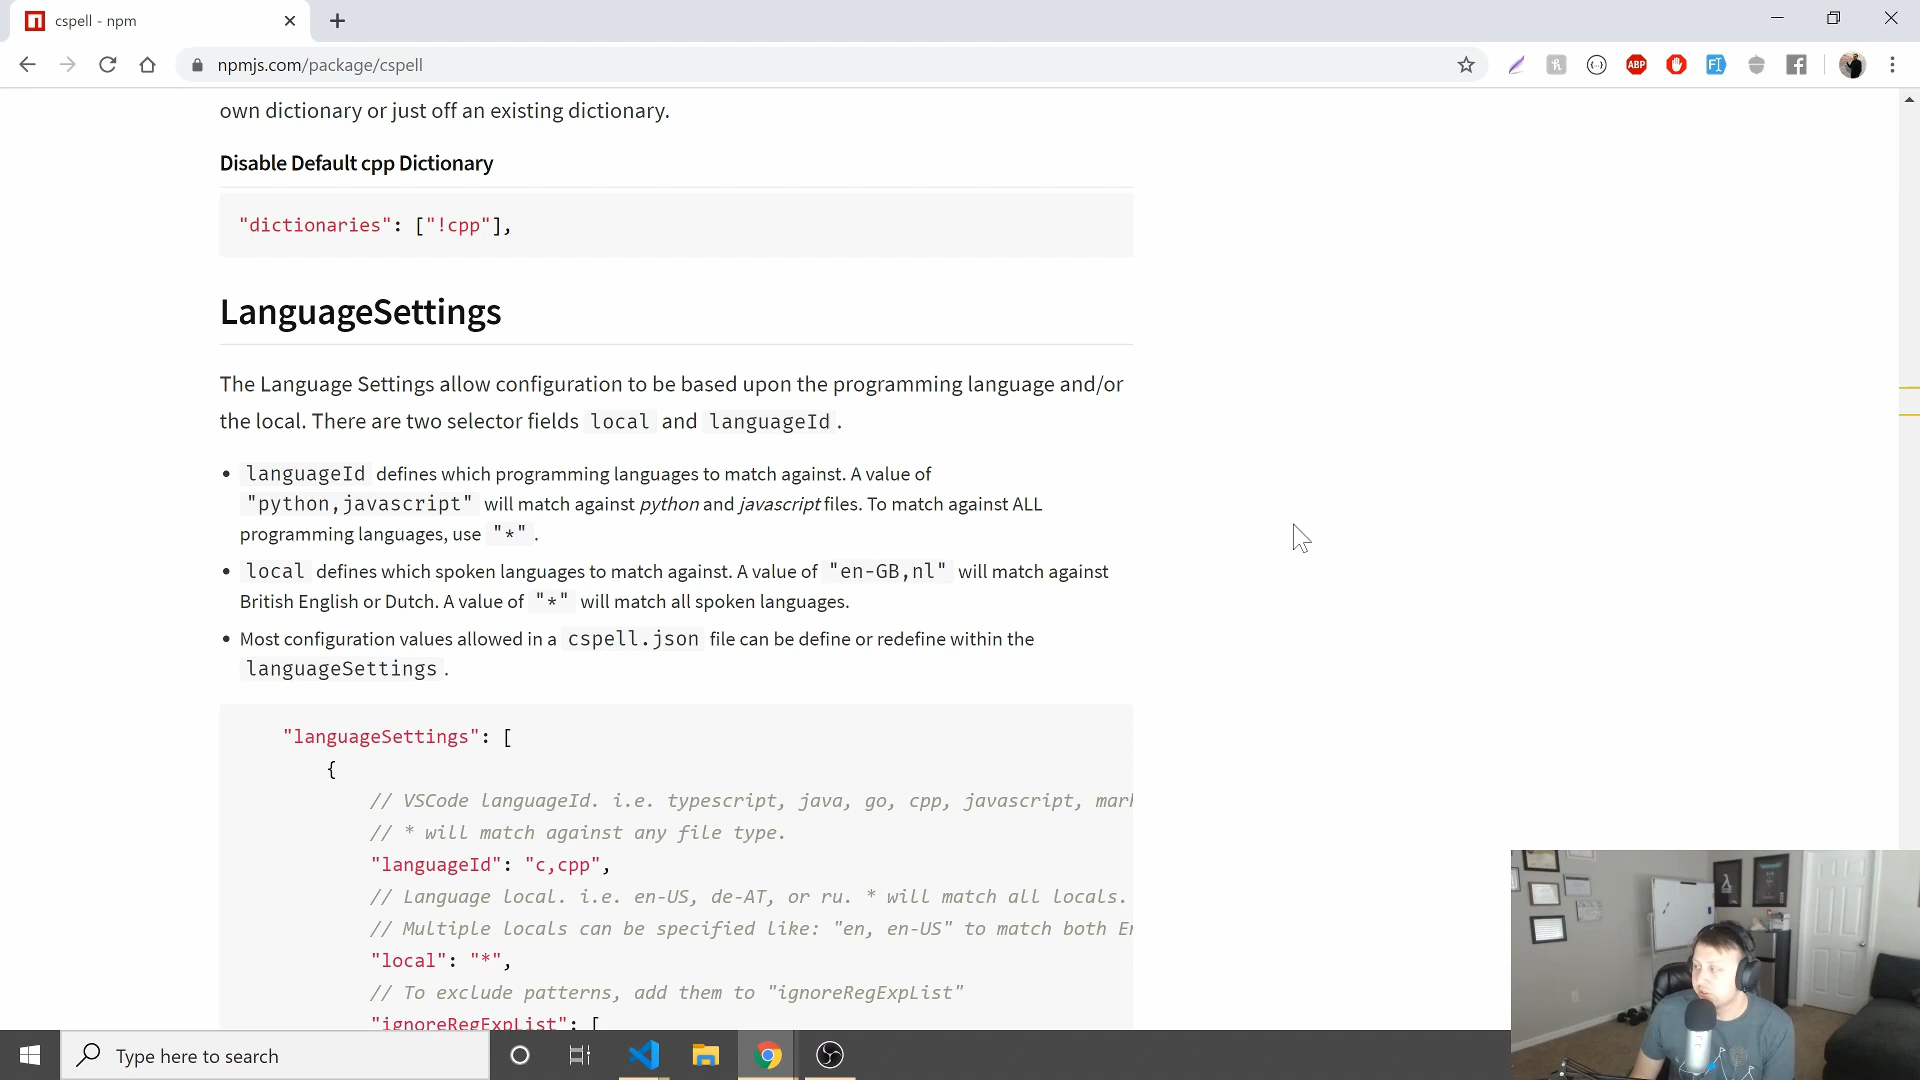 cspell - npm
npmjs.com/package/cspell
ABP
own dictionary or just off an existing dictionary.
Disable Default cpp Dictionary
"dictionaries": ["!cpp"],
LanguageSettings
The Language Settings allow configuration to be based upon the programming language and/or
the local. There are two selector fields local and languageId.
• languageId defines which programming languages to match against. A value of
"python,javascript" will match against python and javascript files. To match against ALL
programming languages, use "*".
• local defines which spoken languages to match against. A value of "en-GB,nl" will match against
British English or Dutch. A value of "*" will match all spoken languages.
• Most configuration values allowed in a cspell.json file can be define or redefine within the
languageSettings.
"languageSettings": [
{
// VSCode languageId. i.e. typescript, java, go, cpp, javascript, mar
// * will match against any file type.
"languageId": "c,cpp",
// Language local. i.e. en-US, de-AT, or ru. * will match all locals.
// Multiple locals can be specified like: "en, en-US" to match both E
"local": "*",
// To exclude patterns, add them to "ignoreRegExpList"
"ignoreRegExpList": [
Type here to search